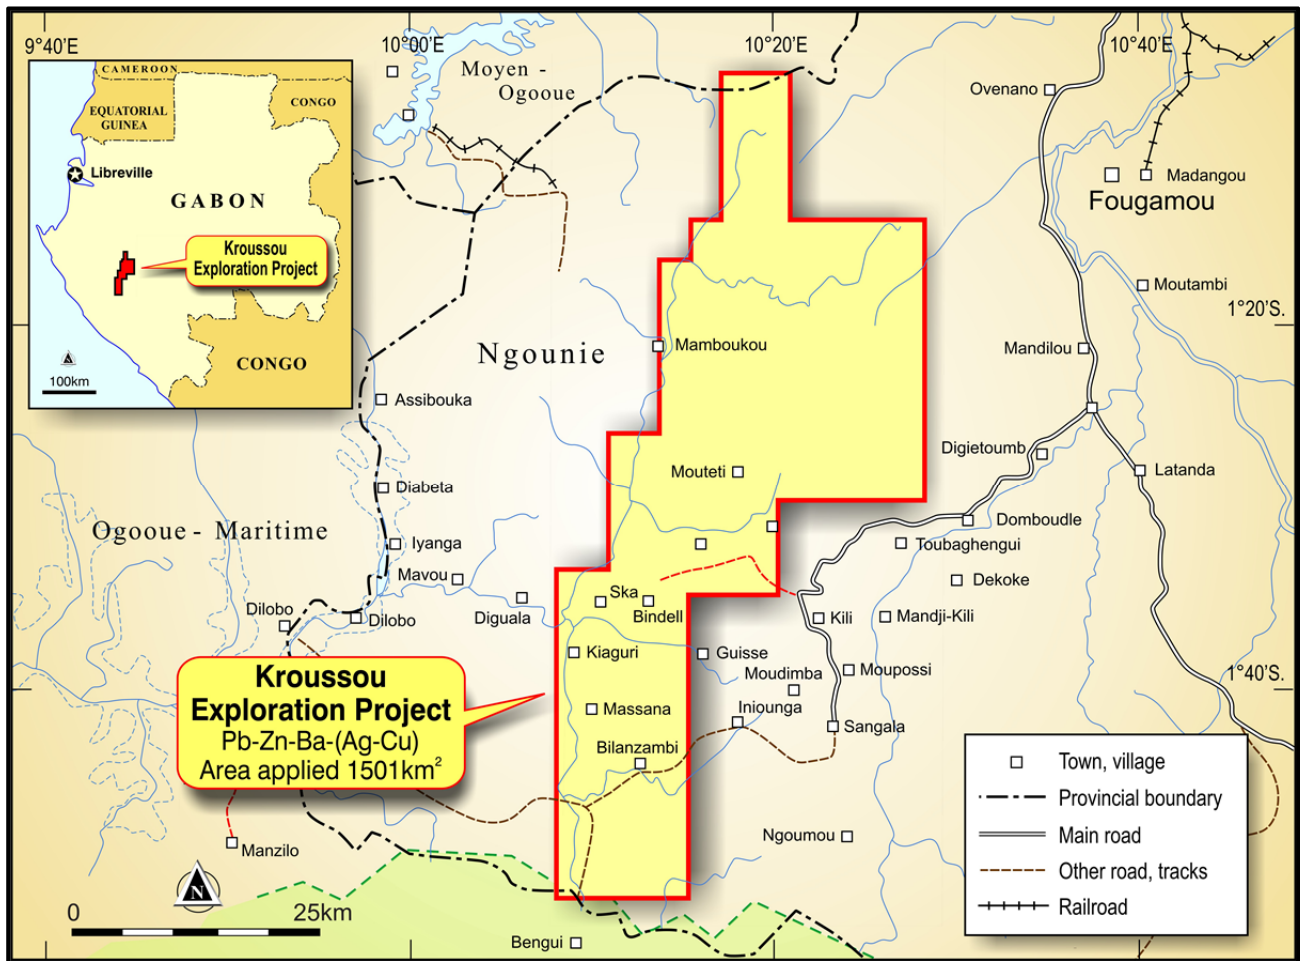 9°40'E
10°00'E
10°20'E
10°40'E
CAMEROON
EQUATORIAL
GUINEA
CONGO
Libreville
GABON
Kroussou
Exploration Project
CONGO
N
100km
Moyen -
Ogooue
Ovenano
Madangou
Fougamou
Moutambi
1°20'S.
Ngounie
Mamboukou
Mandilou
Assibouka
Digietoumb
Mouteti
Latanda
Diabeta
Ogooue - Maritime
Domboudle
Iyanga
Toubaghengui
Mavou
Dekoke
Ska
Dilobo
Dilobo
Diguala
Bindell
Kili
Mandji-Kili
Kiaguri
Guisse
Moudimba
Moupossi
1°40'S.
Kroussou
Exploration Project
Pb-Zn-Ba-(Ag-Cu)
Area applied 1501km²
Massana
Iniounga
Sangala
Bilanzambi
Ngoumou
Manzilo
N
0
25km
Bengui
Town, village
Provincial boundary
Main road
Other road, tracks
Railroad